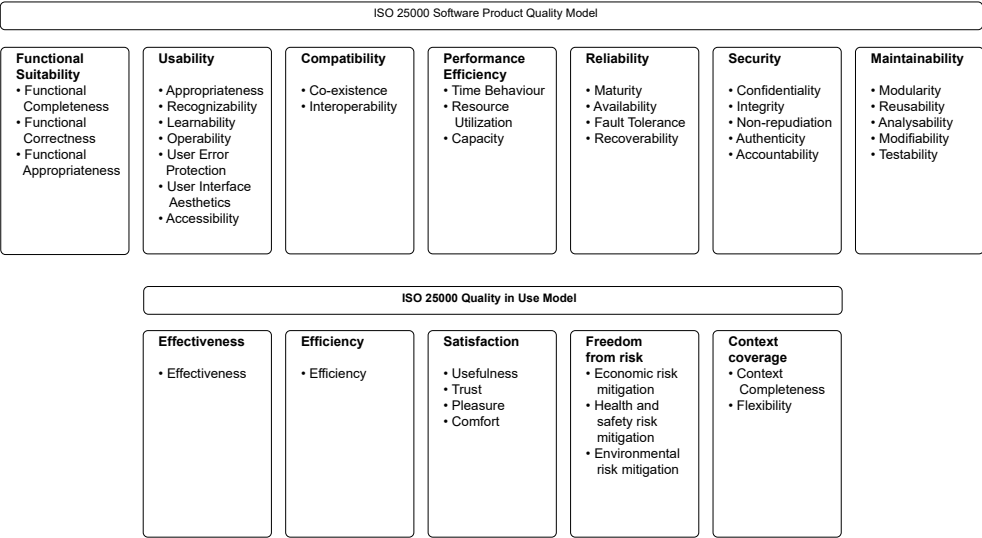 ISO 25000 Software Product Quality Model
Functional
Suitability
• Functional
Completeness
• Functional
Correctness
• Functional
Appropriateness
Usability
• Appropriateness
• Recognizability
• Learnability
• Operability
• User Error
Protection
• User Interface
Aesthetics
• Accessibility
Compatibility
• Co-existence
• Interoperability
Performance
Efficiency
• Time Behaviour
• Resource
Utilization
• Capacity
Reliability
• Maturity
• Availability
• Fault Tolerance
• Recoverability
Security
• Confidentiality
• Integrity
• Non-repudiation
• Authenticity
• Accountability
Maintainability
• Modularity
• Reusability
• Analysability
• Modifiability
• Testability
ISO 25000 Quality in Use Model
Effectiveness
• Effectiveness
Efficiency
• Efficiency
Satisfaction
• Usefulness
• Trust
• Pleasure
• Comfort
Freedom
from risk
• Economic risk
mitigation
• Health and
safety risk
mitigation
• Environmental
risk mitigation
Context
coverage
• Context
Completeness
• Flexibility